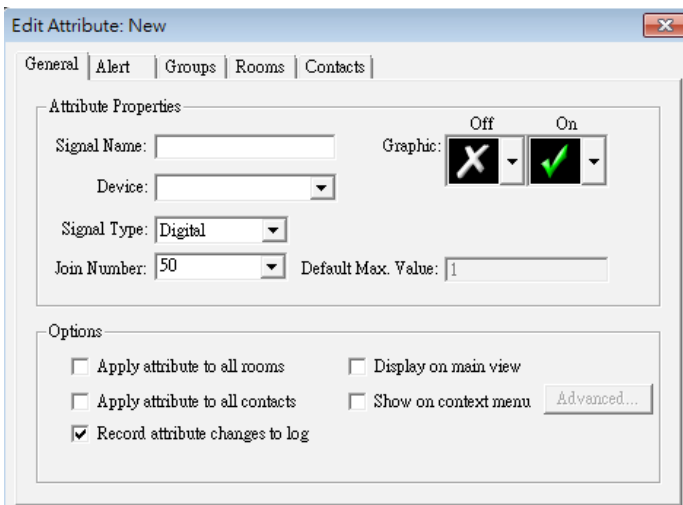 Edit Attribute: New
General Alert Groups Rooms Contacts
Attribute Properties
Off On
Signal Name: Graphic:
Device:
Signal Type: Digital
Join Number: 50 Default Max. Value: 1
Options
Apply attribute to all rooms Display on main view
Apply attribute to all contacts Show on context menu Advanced...
Record attribute changes to log